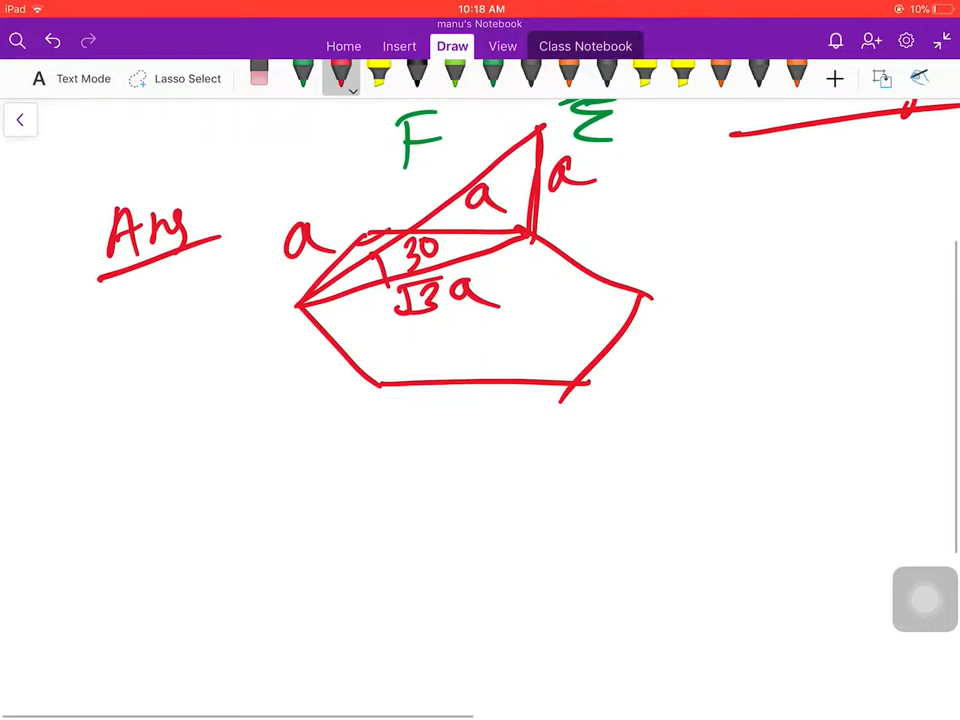 iPad 10:18 AM 10%
manu's Notebook
Home Insert Draw View Class Notebook
A Text Mode Lasso Select
F E
a
a
Ans
a
30
√3 a